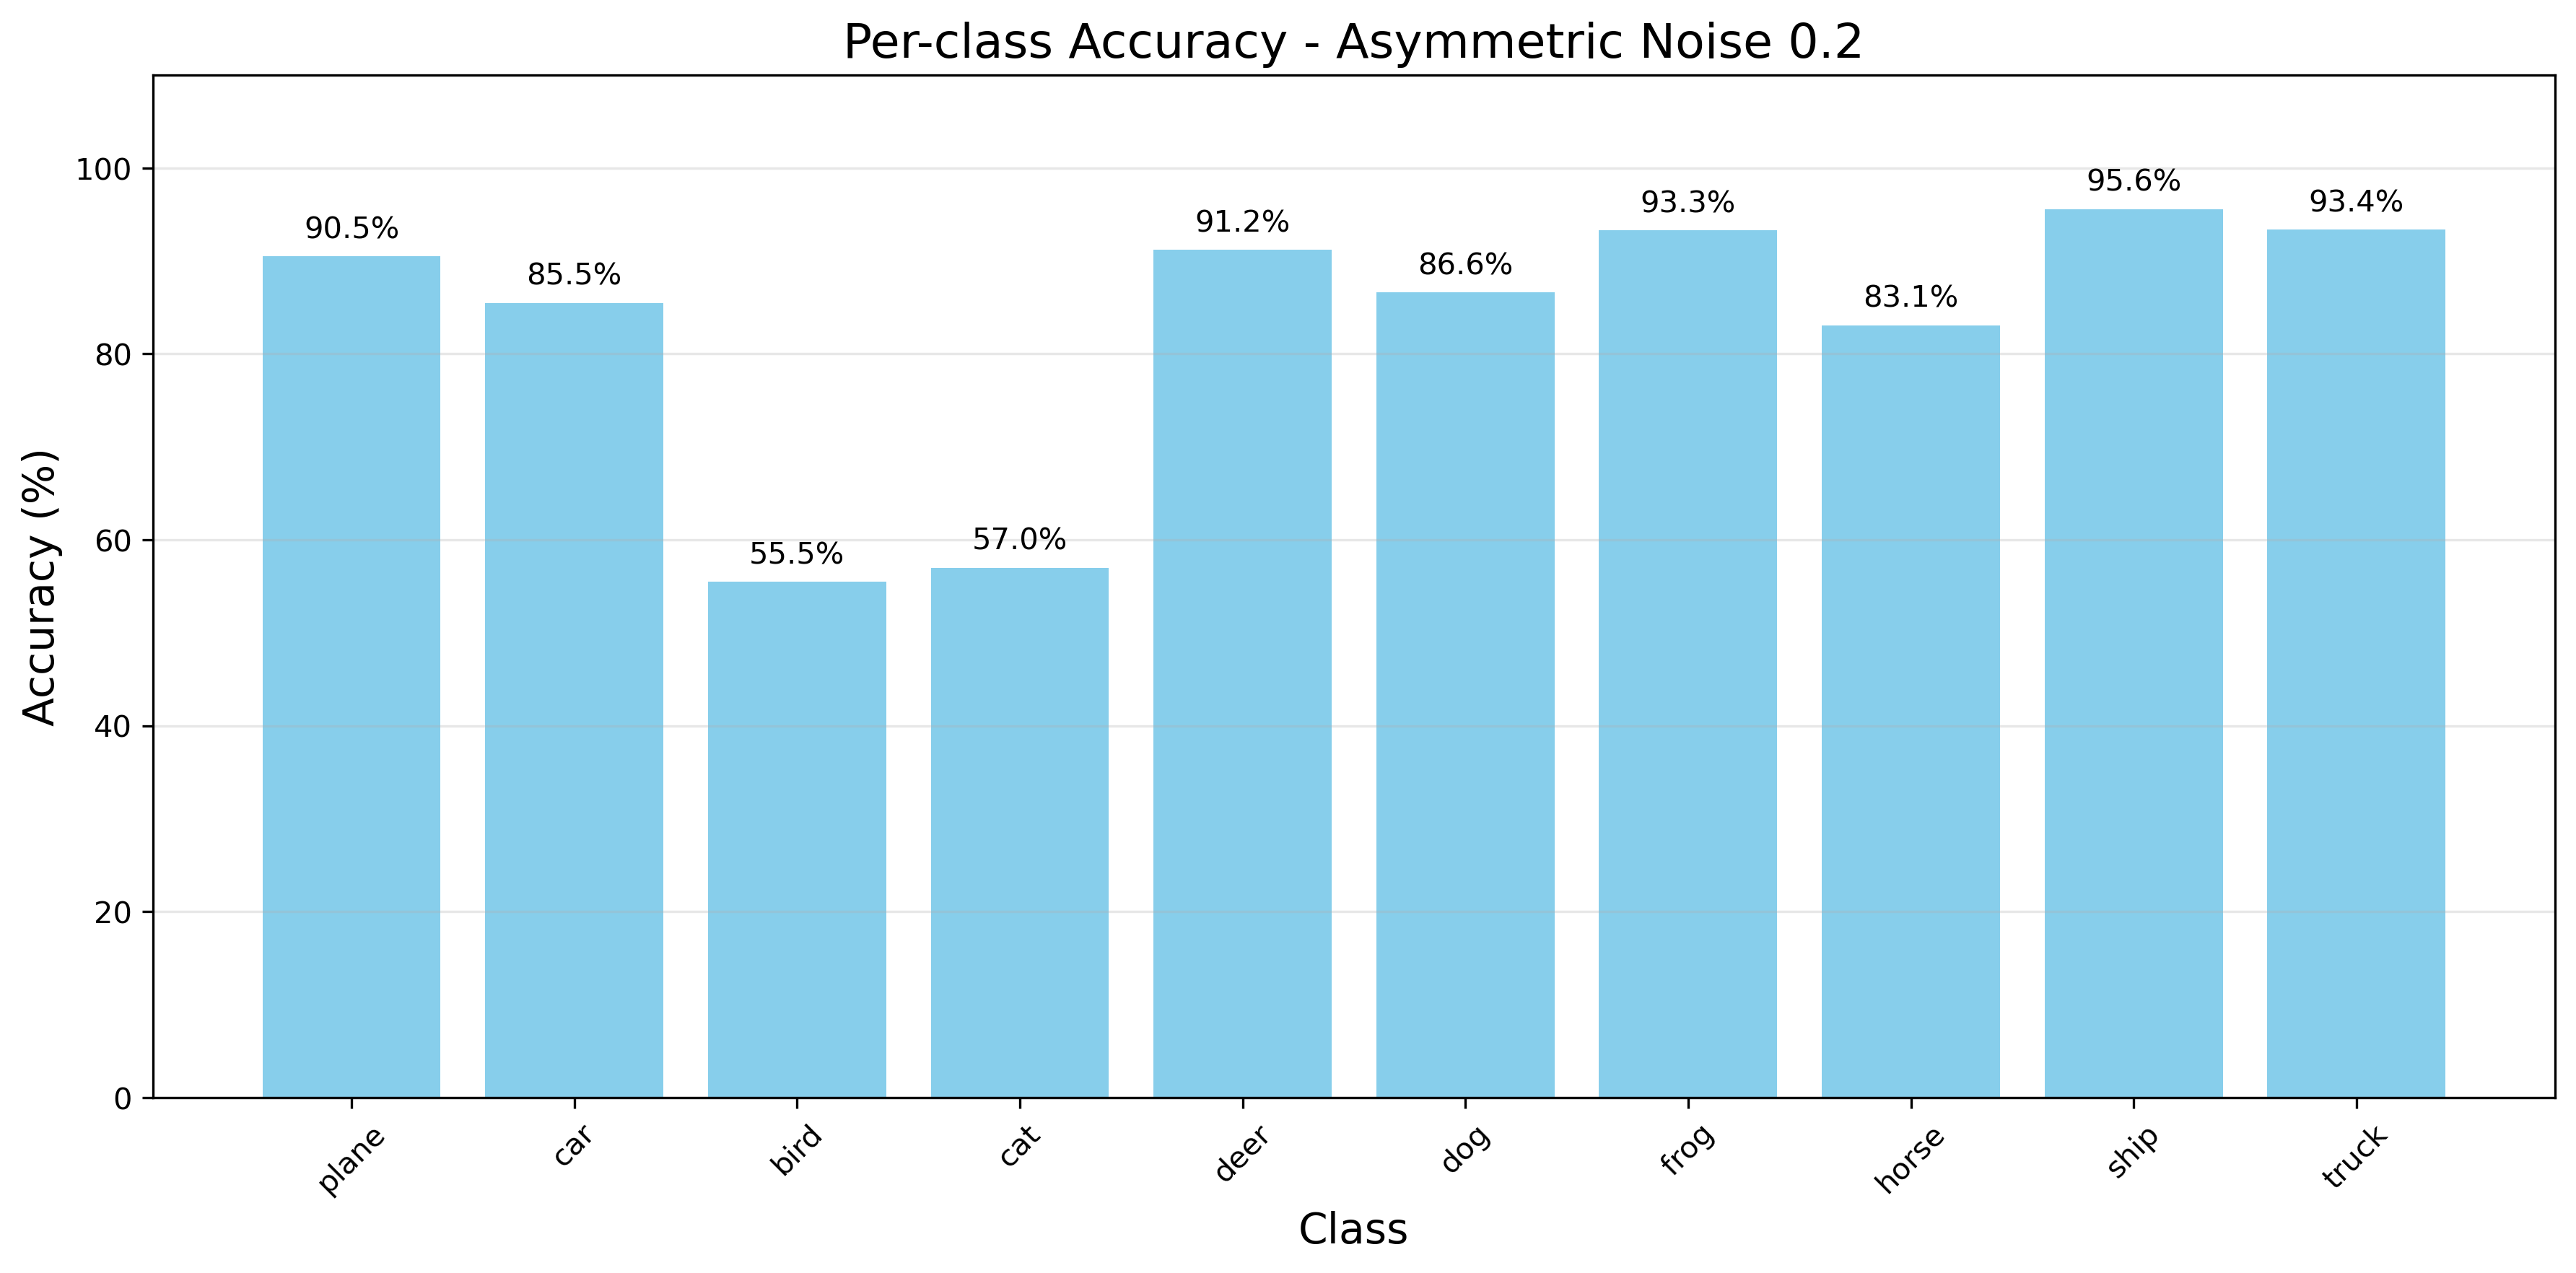 Per-class Accuracy - Asymmetric Noise 0.2
Accuracy (%)
100
80
60
40
20
0
90.5%
85.5%
55.5%
57.0%
91.2%
86.6%
93.3%
83.1%
95.6%
93.4%
plane
car
bird
cat
deer
dog
frog
horse
ship
truck
Class